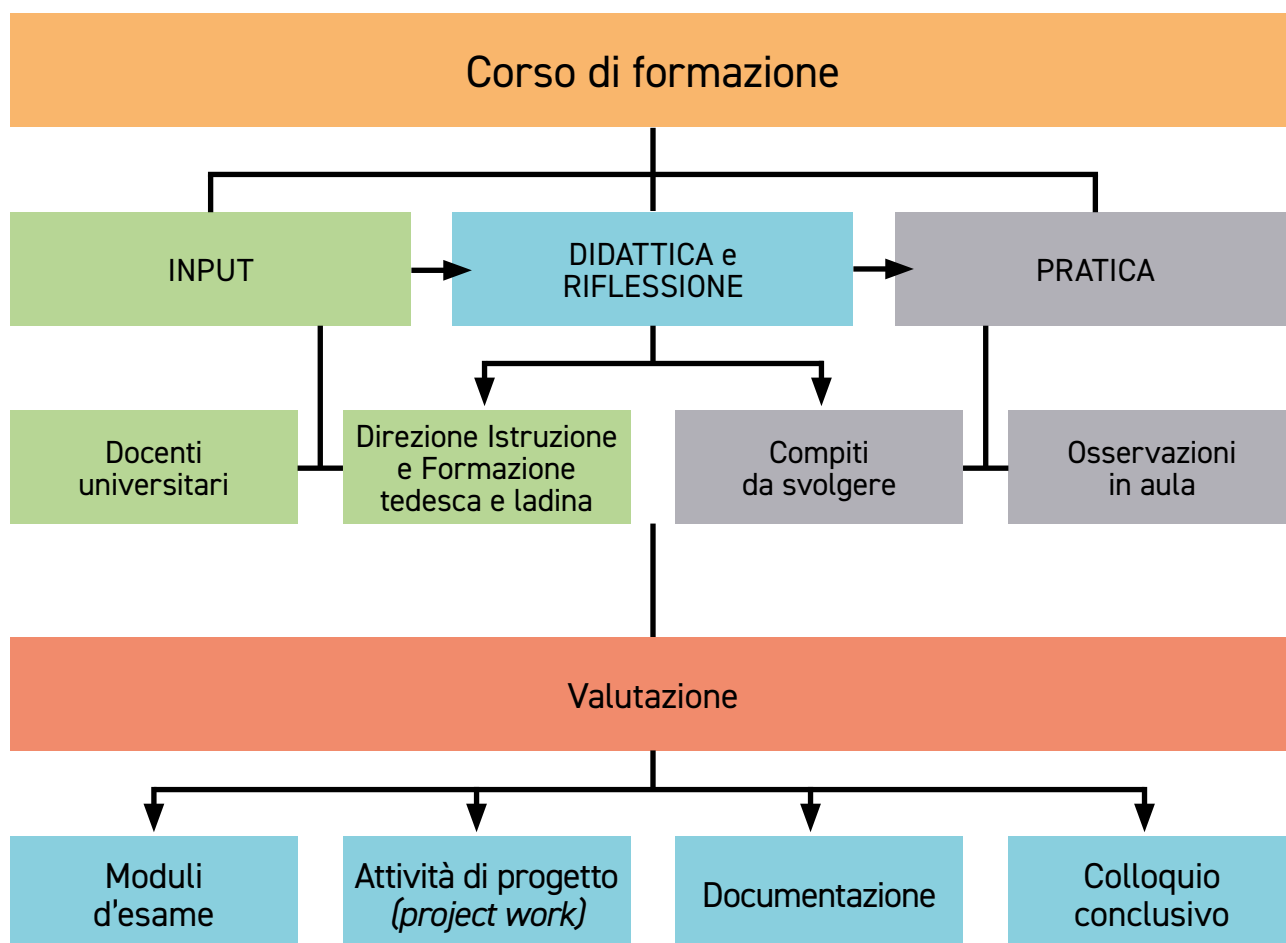 Corso di formazione
INPUT
DIDATTICA e
RIFLESSIONE
PRATICA
Docenti
universitari
Direzione Istruzione
e Formazione
tedesca e ladina
Compiti
da svolgere
Osservazioni
in aula
Valutazione
Moduli
d'esame
Attività di progetto
(project work)
Documentazione
Colloquio
conclusivo